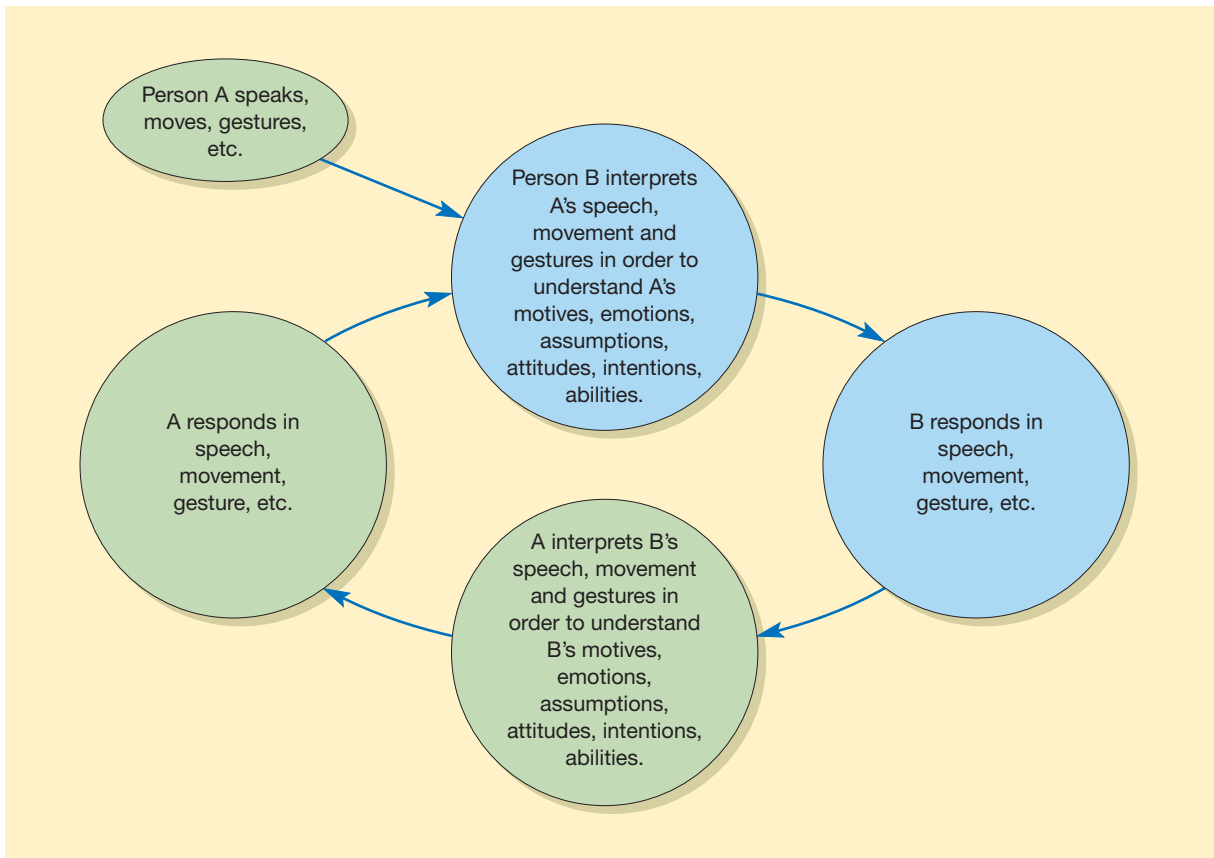 Person A speaks,
moves, gestures,
etc.
Person B interprets
A’s speech,
movement and
gestures in order to
understand A’s
motives, emotions,
assumptions,
attitudes, intentions,
abilities.
B responds in
speech,
movement,
gesture, etc.
A interprets B’s
speech, movement
and gestures in
order to understand
B’s motives,
emotions,
assumptions,
attitudes, intentions,
abilities.
A responds in
speech,
movement,
gesture, etc.